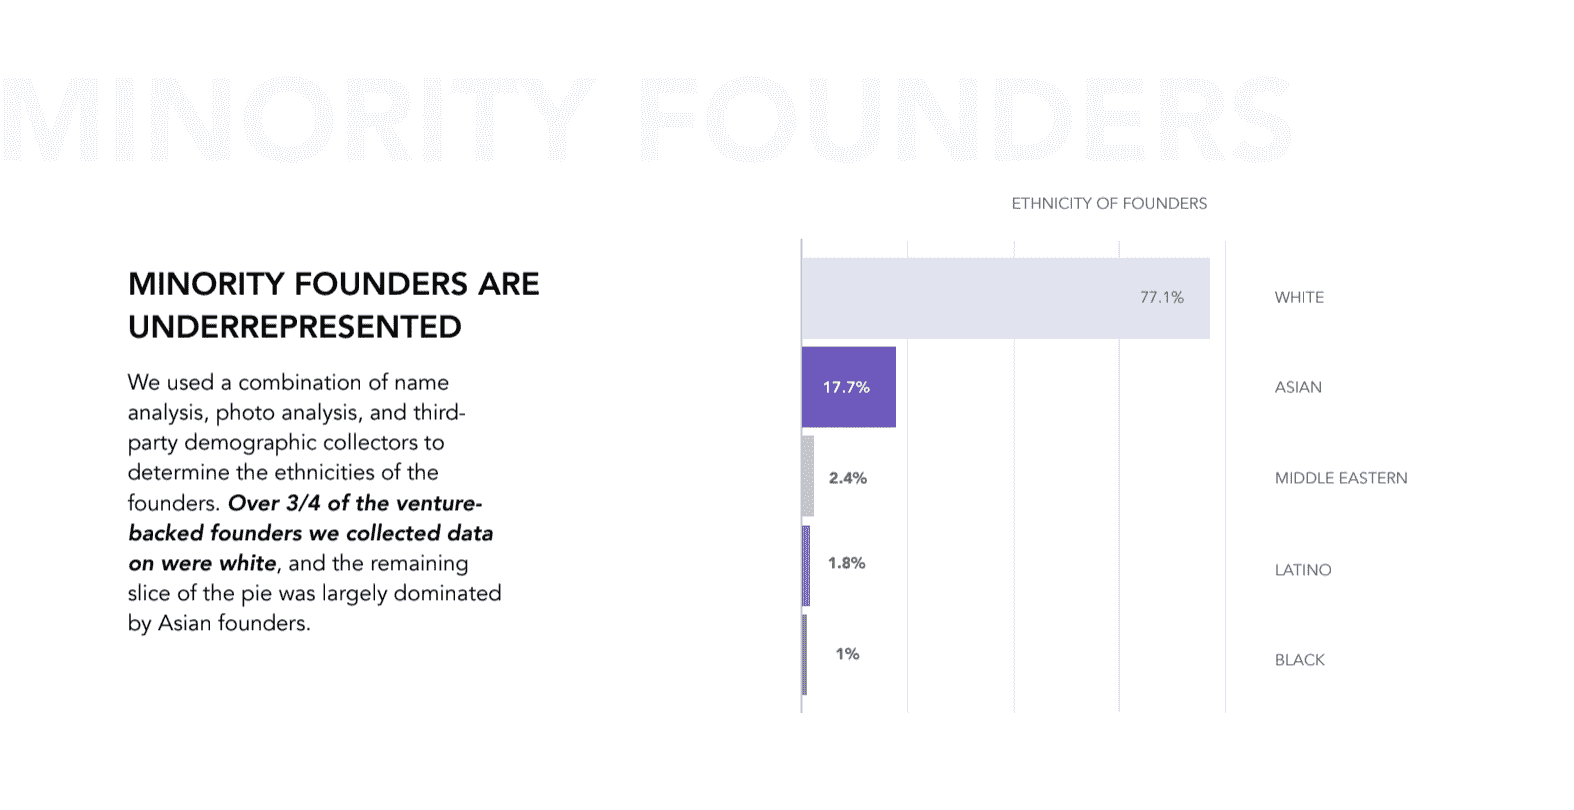 MINORITY FOUNDERS
ETHNICITY OF FOUNDERS
MINORITY FOUNDERS ARE
UNDERREPRESENTED
We used a combination of name
analysis, photo analysis, and third-
party demographic collectors to
determine the ethnicities of the
founders. Over 3/4 of the venture-
backed founders we collected data
on were white, and the remaining
slice of the pie was largely dominated
by Asian founders.
77.1% WHITE
17.7% ASIAN
2.4% MIDDLE EASTERN
1.8% LATINO
1% BLACK